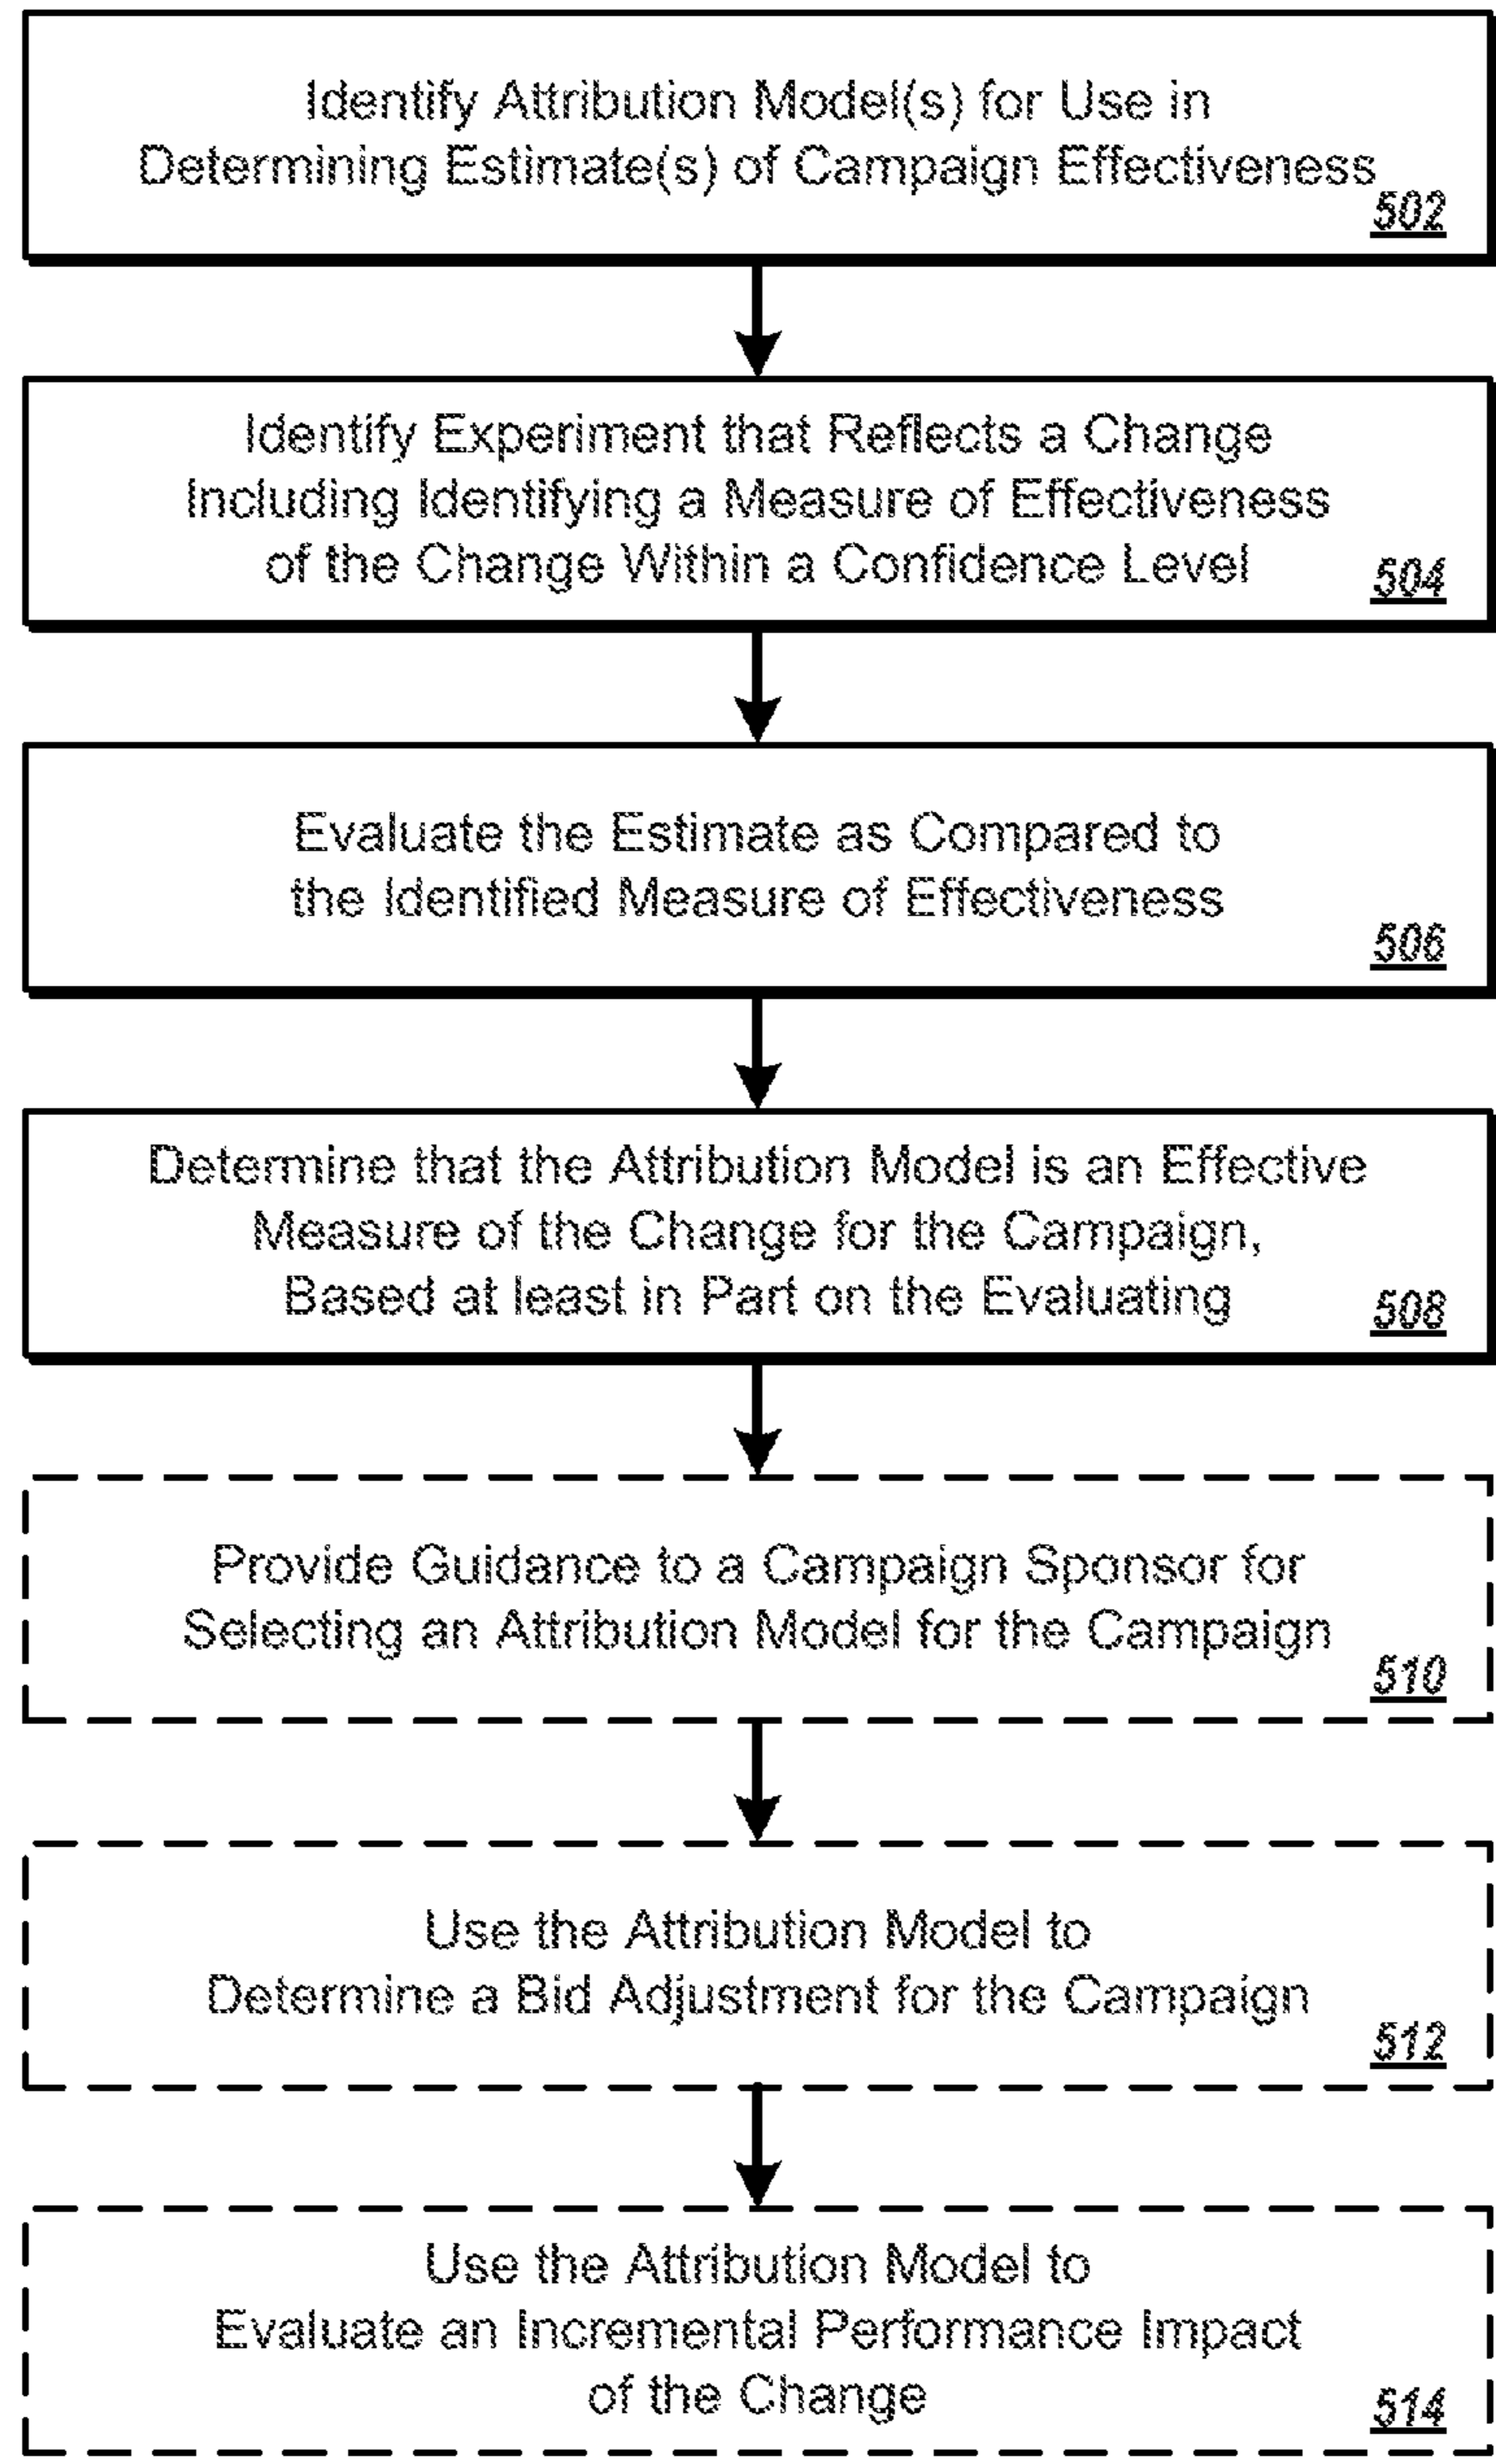 Identify Attribution Model(s) for Use in
Determining Estimate(s) of Campaign Effectiveness
502
Identify Experiment that Reflects a Change
Including Identifying a Measure of Effectiveness
of the Change Within a Confidence Level
504
Evaluate the Estimate as Compared to
the Identified Measure of Effectiveness
506
Determine that the Attribution Model is an Effective
Measure of the Change for the Campaign,
Based at least in Part on the Evaluating
508
Provide Guidance to a Campaign Sponsor for
Selecting an Attribution Model for the Campaign
510
Use the Attribution Model to
Determine a Bid Adjustment for the Campaign
512
Use the Attribution Model to
Evaluate an Incremental Performance Impact
of the Change
514